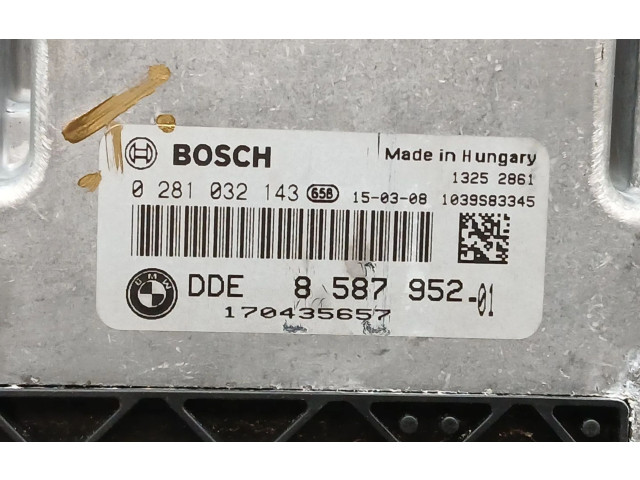 BOSCH Made in Hungary
1325 2861
0 281 032 143 658 15-03-08 1039S83345
BMW DDE 8 587 952-01
170435657